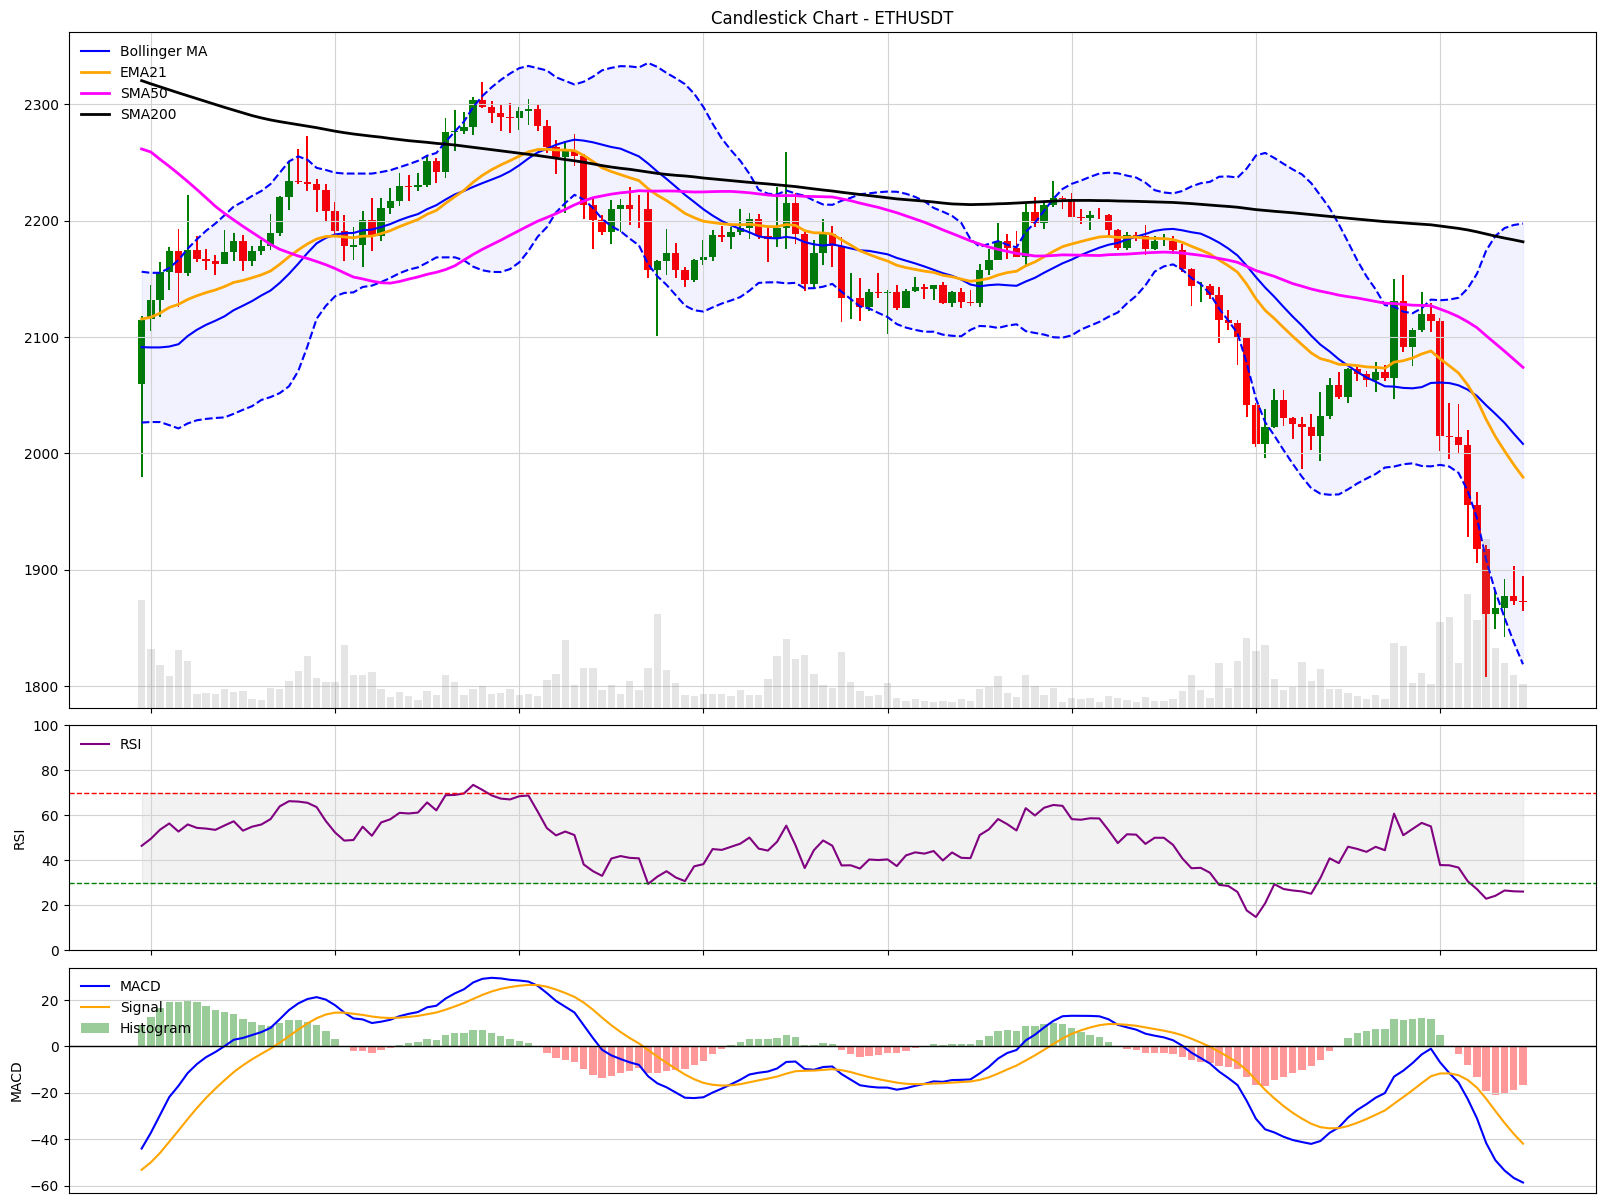 Candlestick Chart - ETHUSDT
Bollinger MA
EMA21
SMA50
SMA200
2300
2200
2100
2000
1900
1800
RSI
100
80
60
40
20
0
RSI
MACD
Signal
Histogram
20
0
−20
−40
−60
MACD